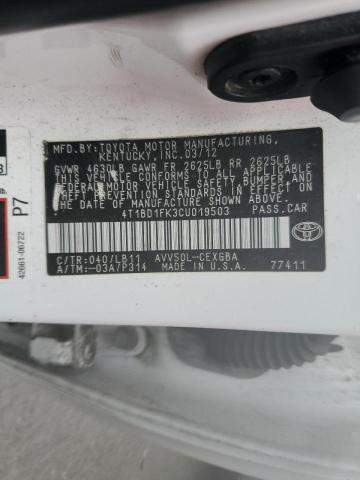 MFD. BY: TOYOTA MOTOR MANUFACTURING,
KENTUCKY, INC. 03/12
GVWR 4630LB GAWR FR 2625LB RR 2625LB
THIS VEHICLE CONFORMS TO ALL APPLICABLE
FEDERAL MOTOR VEHICLE SAFETY, BUMPER, AND
THEFT PREVENTION STANDARDS IN EFFECT ON
THE DATE OF MANUFACTURE SHOWN ABOVE.
4T1BD1FK3CU019503 PASS.CAR
C/TR: 040/LB11 AVV50L-CEXGBA
A/TM: -03A/P314 MADE IN U.S.A. 77411
P7
42661-06722
lb.